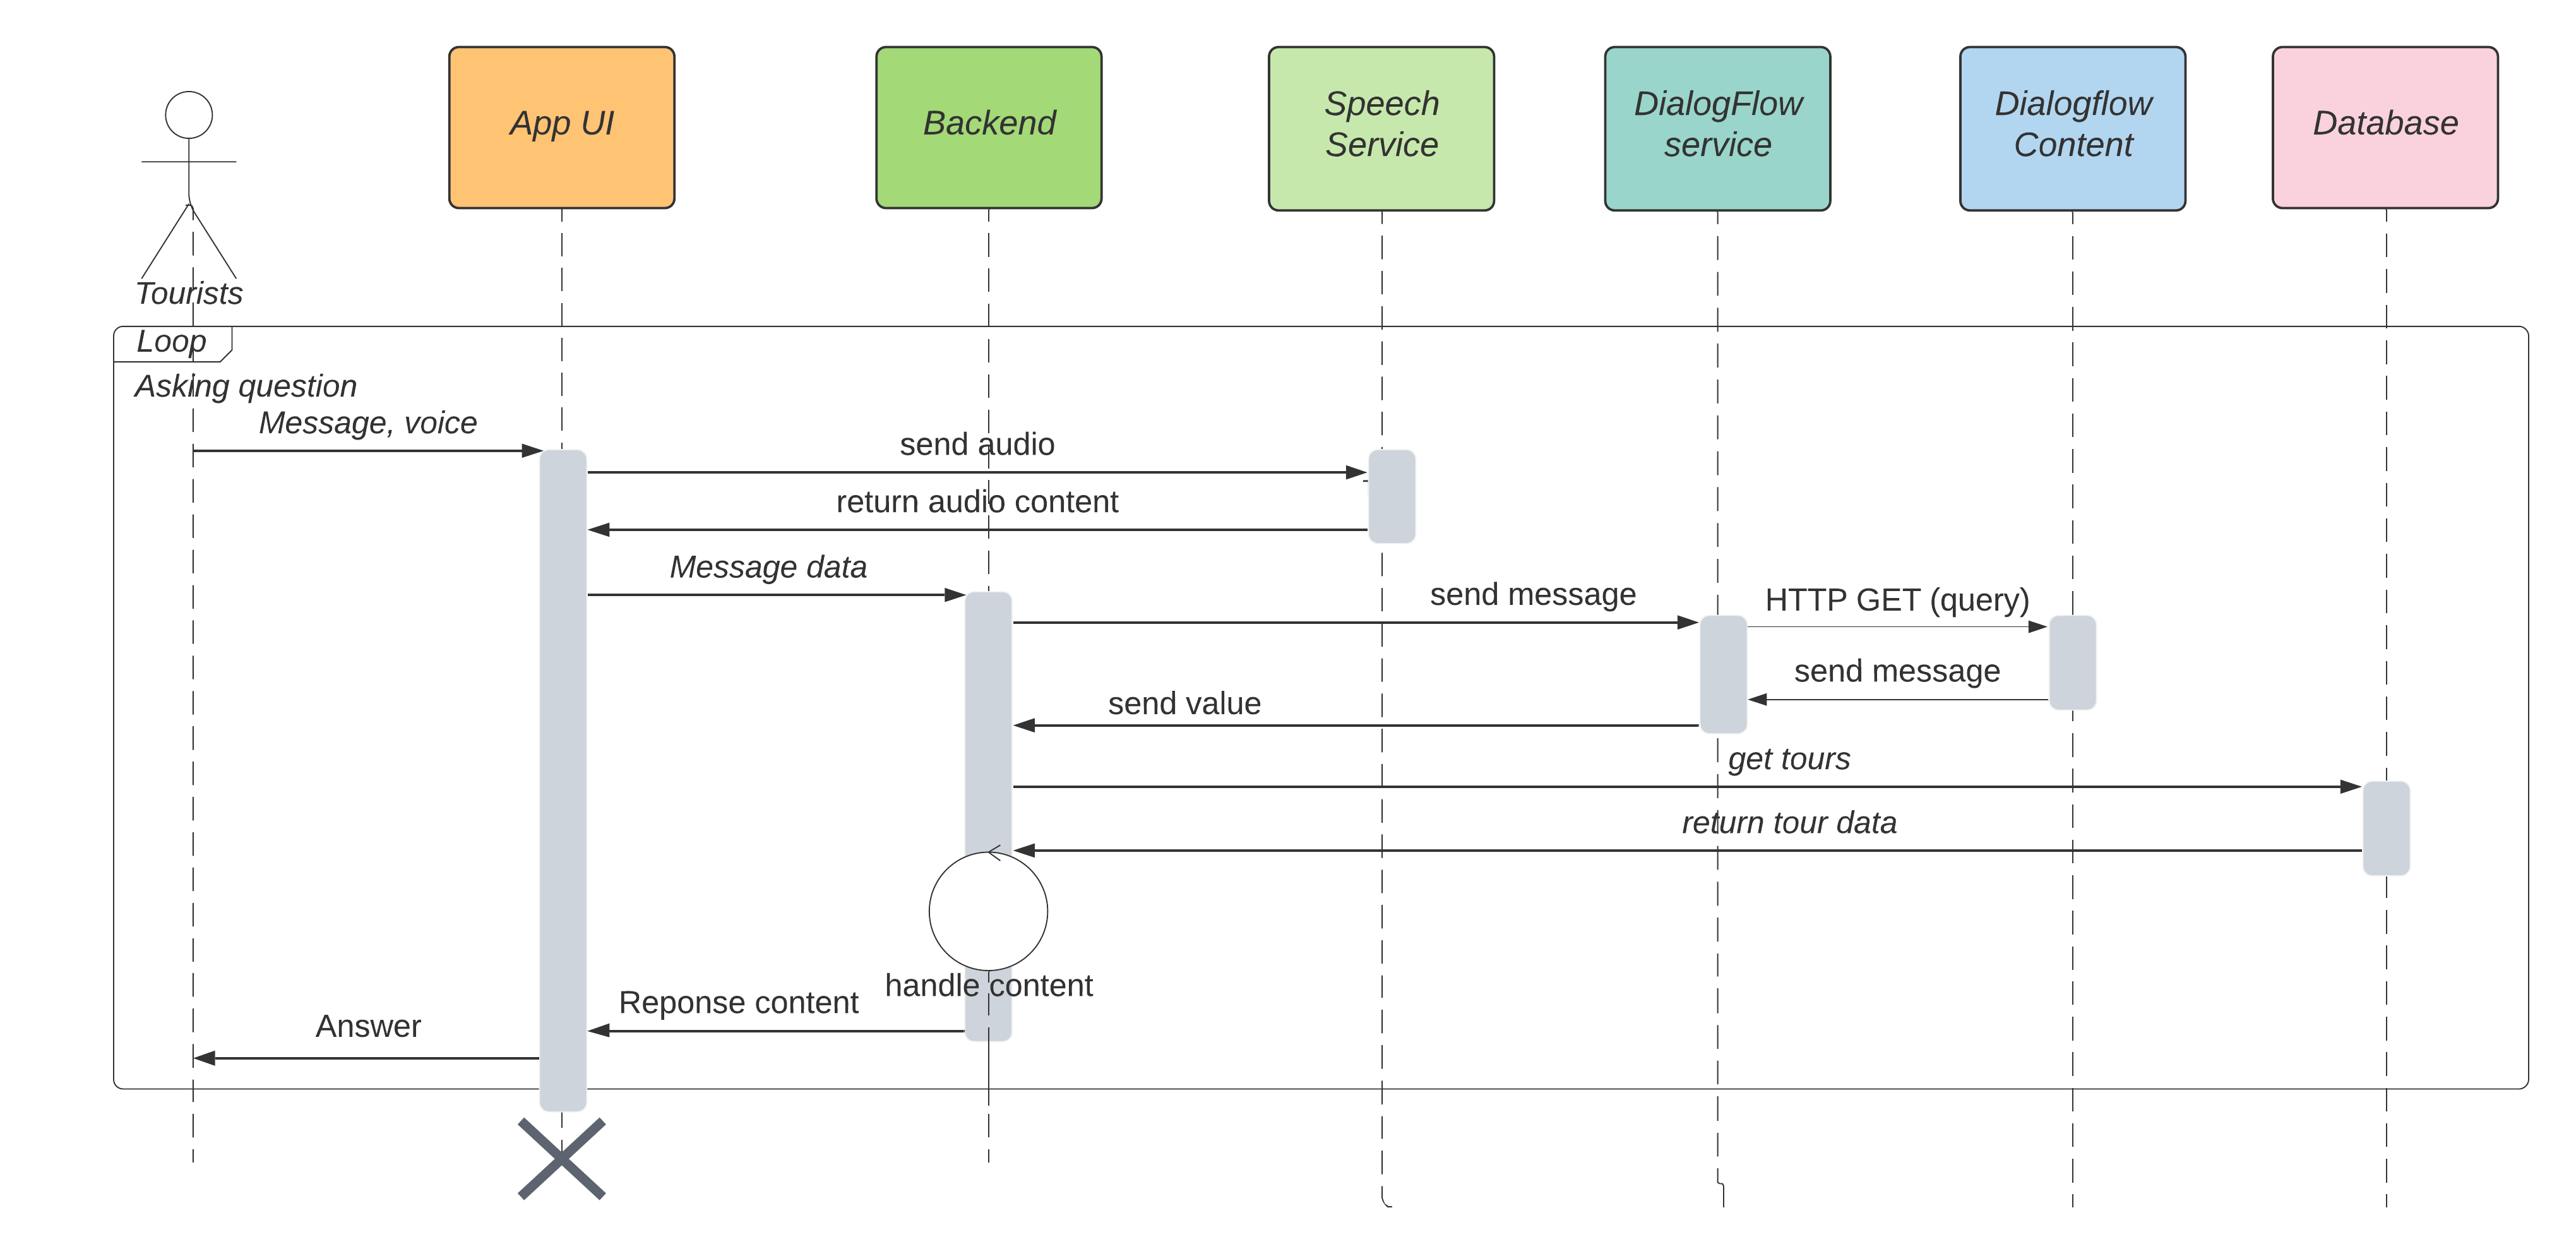 App UI
Backend
Speech
Service
DialogFlow
service
Dialogflow
Content
Database
Tourists
Loop
Asking question
Message, voice
send audio
return audio content
Message data
send message
HTTP GET (query)
send message
send value
get tours
return tour data
handle content
Reponse content
Answer